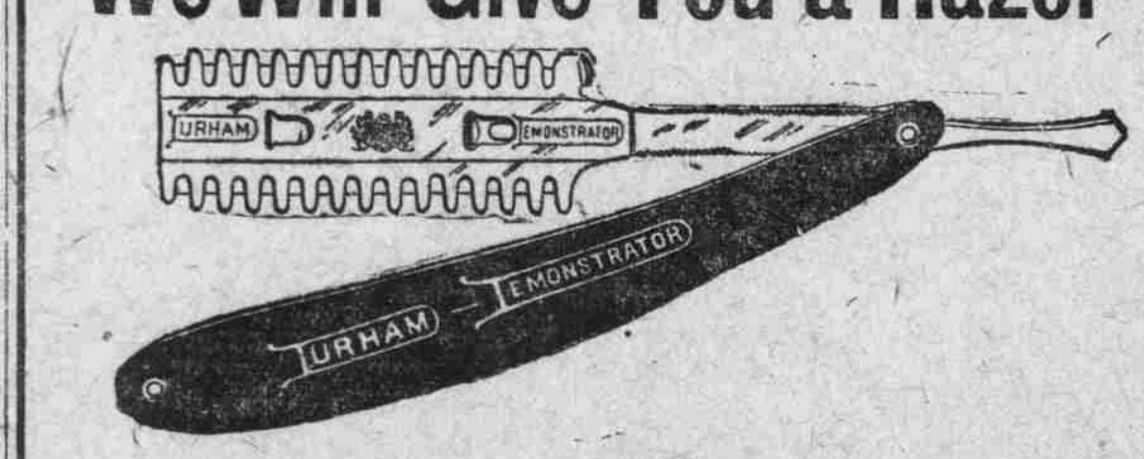 We Will Give You a Razor
DURHAM DEMONSTRATOR
DURHAM-DEMONSTRATOR